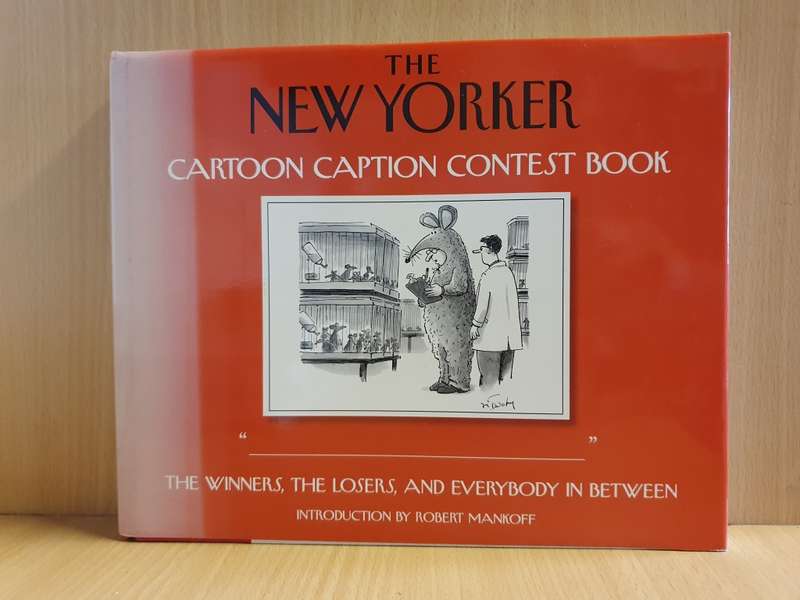 THE
NEW YORKER
CARTOON CAPTION CONTEST BOOK
“ ”
THE WINNERS, THE LOSERS, AND EVERYBODY IN BETWEEN
INTRODUCTION BY ROBERT MANKOFF